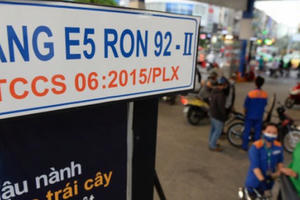 ANG E5 RON 92 - II
TCCS 06:2015/PLX
ậu nành
trái cây